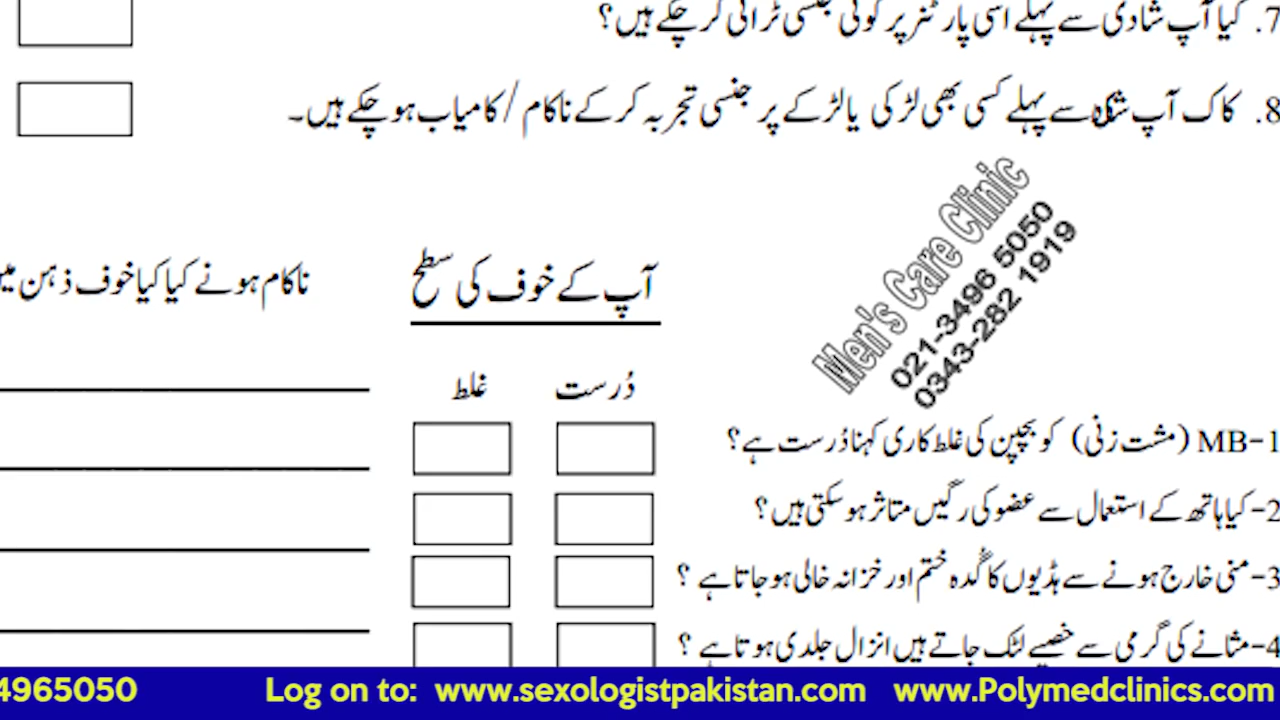 7. کیا آپ شادی سے پہلے اسی پارٹنر پر کوئی جنسی ٹرائی کر چکے ہیں؟
8. کاک آپ سے پہلے کسی بھی لڑکی یا لڑکے پر جنسی تجربہ کر کے ناکام / کامیاب ہو چکے ہیں۔
Men's Care Clinic
021-3496 5050
0343-282 1919
آپ کے خوف کی سطح
ناکام ہونے کیا کیا خوف ذہن میں
دُرست غلط
1-MB (مشت زنی) کو بچپن کی غلط کاری کہنا دُرست ہے؟
2-کیا ہاتھ کے استعمال سے عضو کی رگیں متاثر ہو سکتی ہیں؟
3-منی خارج ہونے سے ہڈیوں کا گُدہ ختم اور خزانہ خالی ہو جاتا ہے ؟
4-مثانے کی گرمی سے خصیے لٹک جاتے ہیں انزال جلدی ہوتا ہے ؟
4965050 Log on to: www.sexologistpakistan.com www.Polymedclinics.com